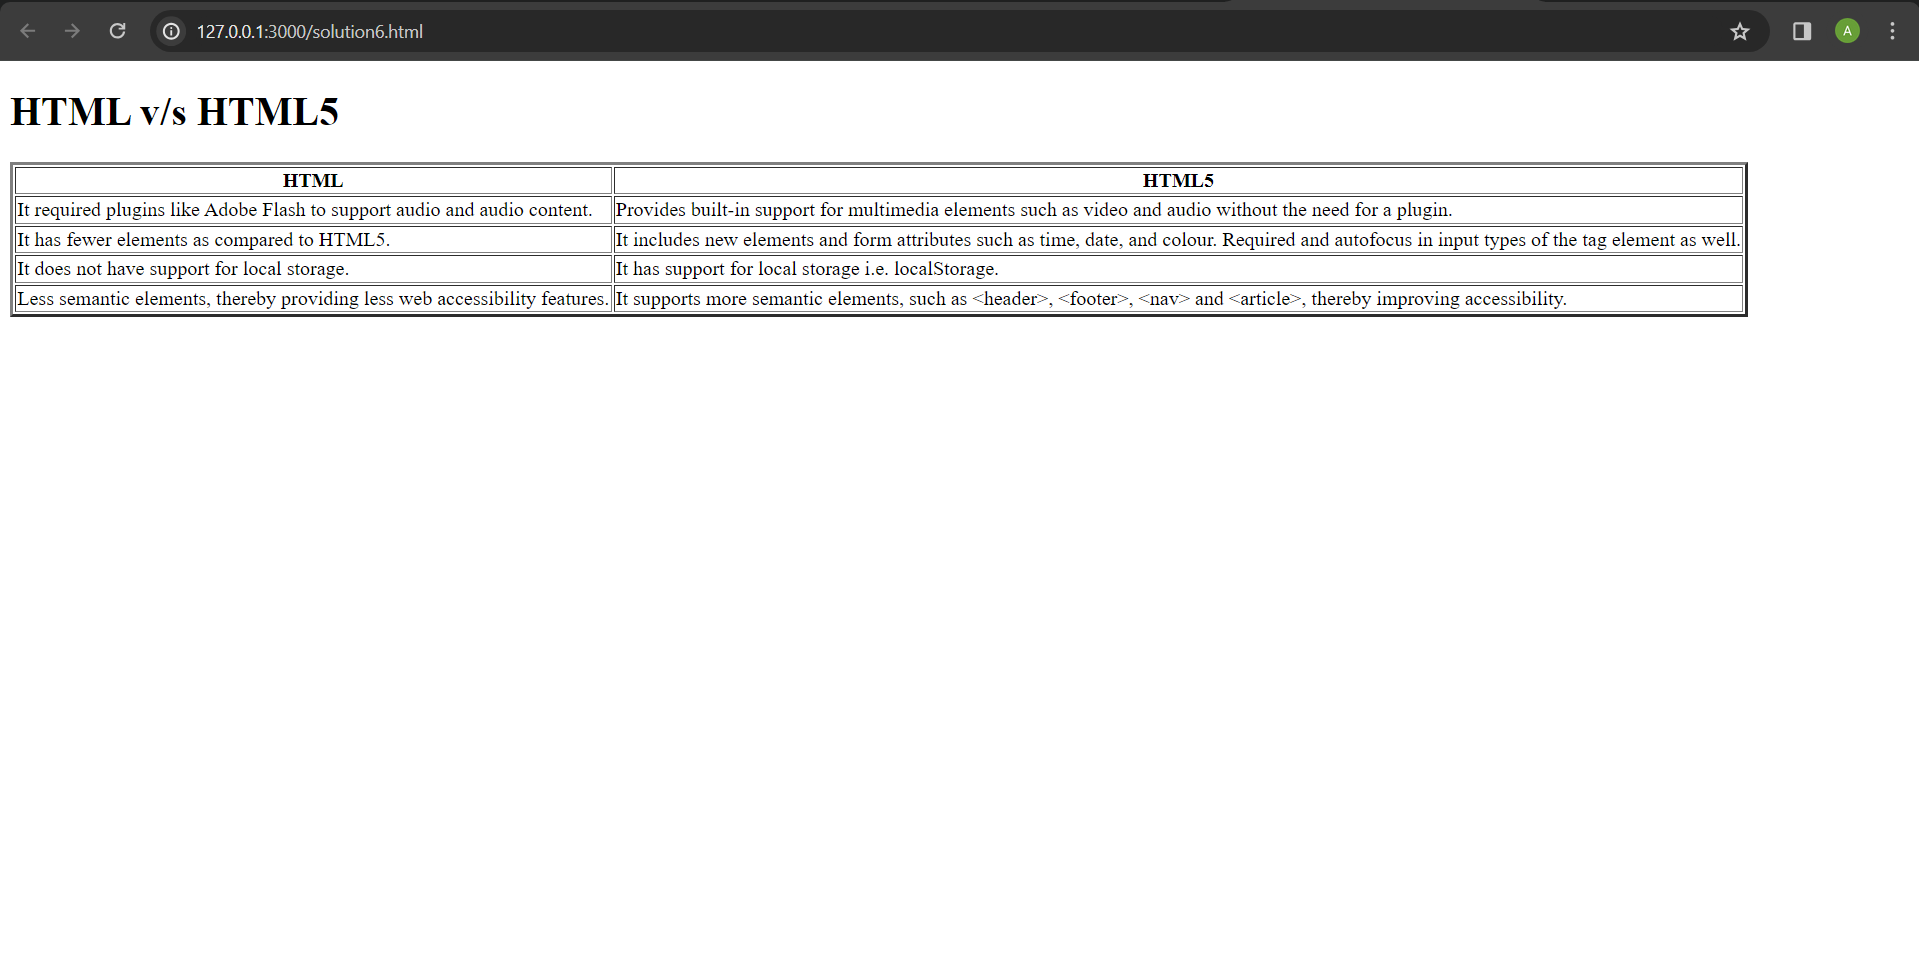 127.0.0.1:3000/solution6.html
A
HTML v/s HTML5
HTML HTML5
It required plugins like Adobe Flash to support audio and audio content. Provides built-in support for multimedia elements such as video and audio without the need for a plugin.
It has fewer elements as compared to HTML5. It includes new elements and form attributes such as time, date, and colour. Required and autofocus in input types of the tag element as well.
It does not have support for local storage. It has support for local storage i.e. localStorage.
Less semantic elements, thereby providing less web accessibility features. It supports more semantic elements, such as <header>, <footer>, <nav> and <article>, thereby improving accessibility.